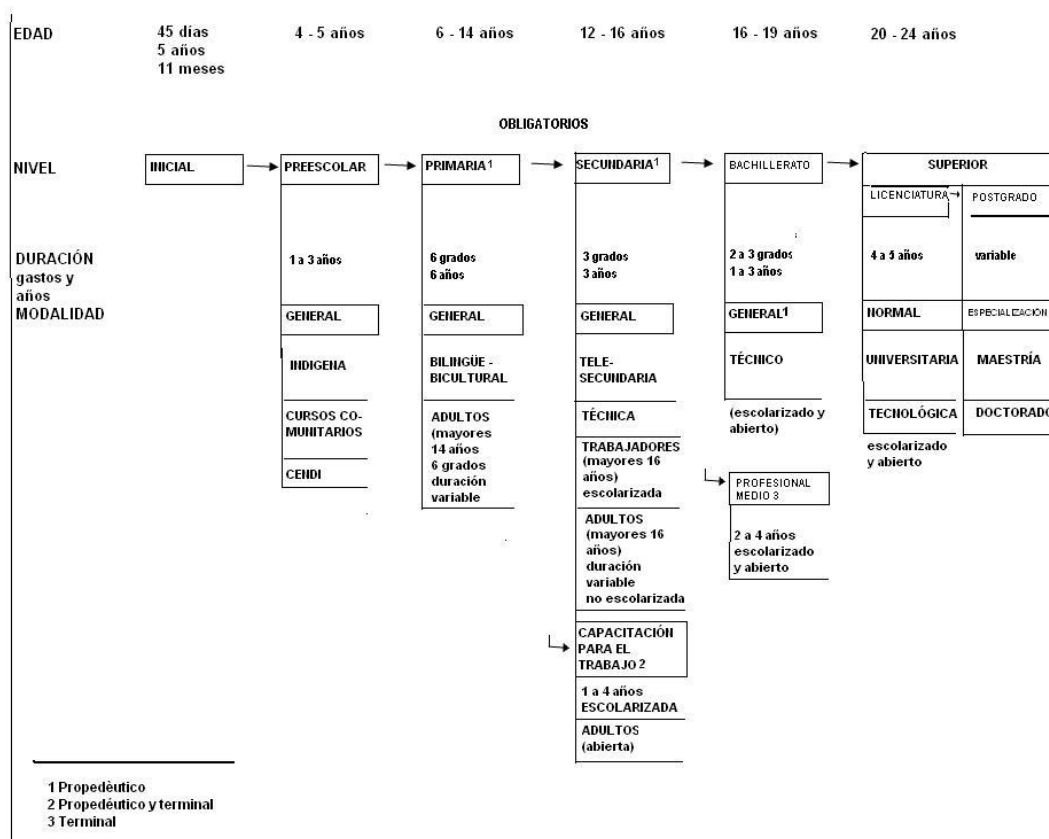 EDAD
45 días
5 años
11 meses
4 - 5 años
6 - 14 años
12 - 16 años
16 - 19 años
20 - 24 años
OBLIGATORIOS
NIVEL
INICIAL
PREESCOLAR
PRIMARIA1
SECUNDARIA1
BACHILLERATO
SUPERIOR
LICENCIATURA
POSTGRADO
DURACIÓN
gastos y
años
1 a 3 años
6 grados
6 años
3 grados
3 años
2 a 3 grados
1 a 3 años
4 a 5 años
variable
MODALIDAD
GENERAL
INDIGENA
CURSOS CO-
MUNITARIOS
CENDI
GENERAL
BILINGÜE -
BICULTURAL
ADULTOS
(mayores
14 años
6 grados
duración
variable
GENERAL
TELE-
SECUNDARIA
TÉCNICA
TRABAJADORES
(mayores 16
años)
escolarizada
ADULTOS
(mayores 16
años)
duración
variable
no escolarizada
CAPACITACIÓN
PARA EL
TRABAJO 2
1 a 4 años
ESCOLARIZADA
ADULTOS
(abierta)
GENERAL1
TÉCNICO
(escolarizado y
abierto)
PROFESIONAL
MEDIO 3
2 a 4 años
escolarizado
y abierto
NORMAL
UNIVERSITARIA
TECNOLÓGICA
escolarizado
y abierto
ESPECIALIZACIÓN
MAESTRÍA
DOCTORADO
1 Propedèutico
2 Propedéutico y terminal
3 Terminal